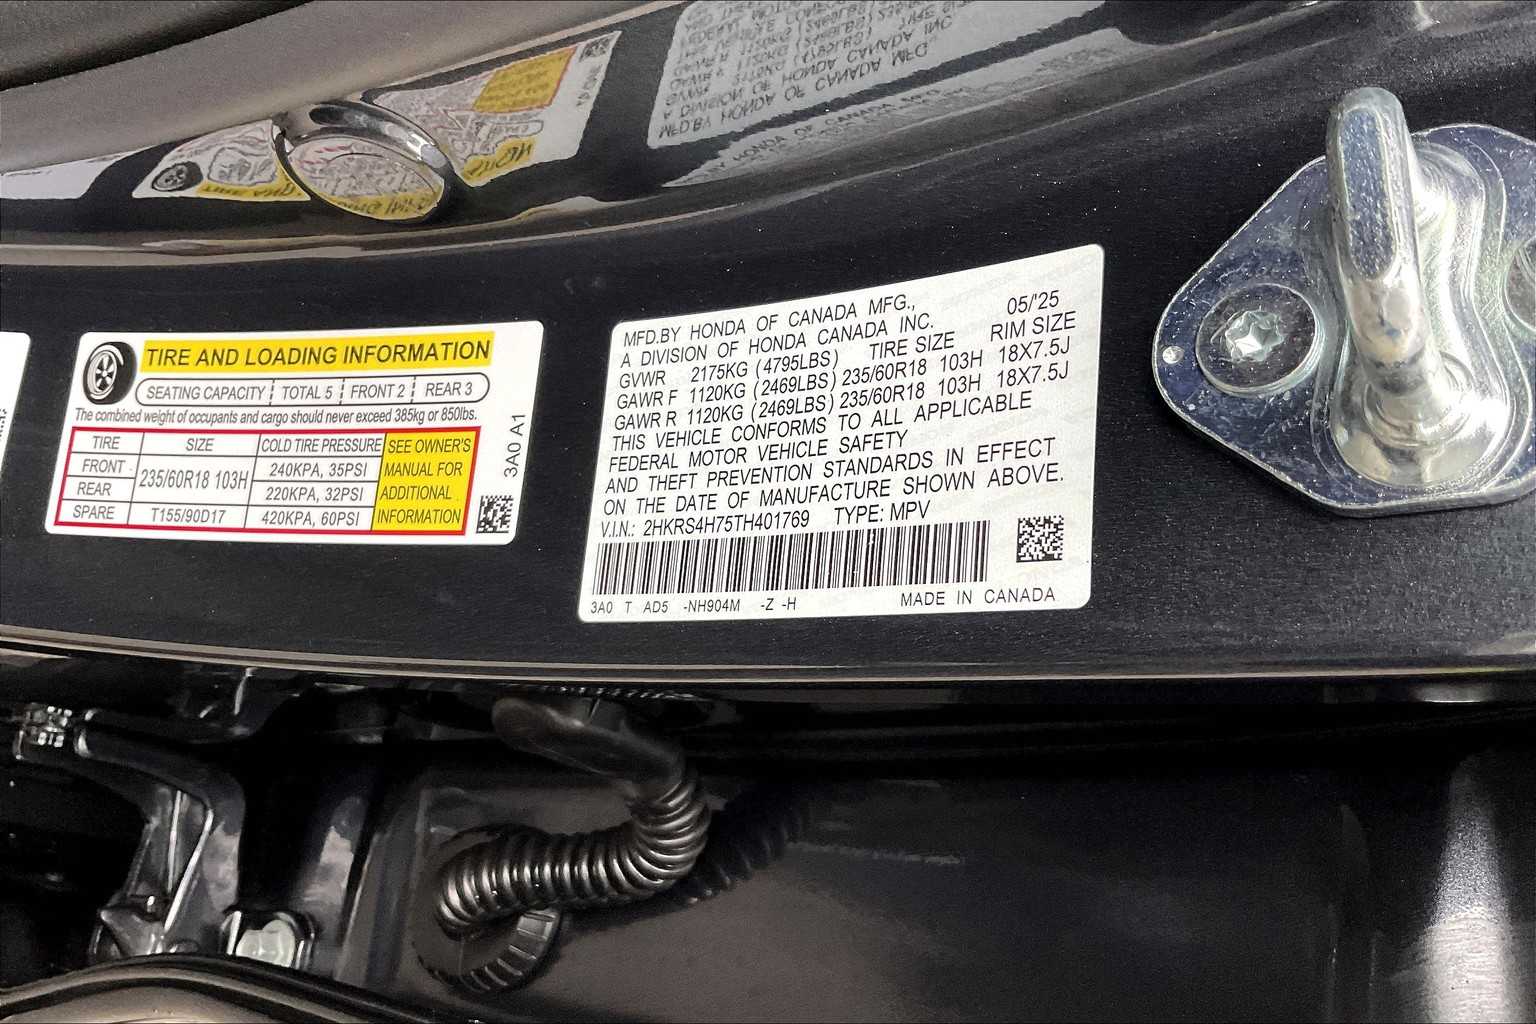 TIRE AND LOADING INFORMATION
SEATING CAPACITY TOTAL 5 FRONT 2 REAR 3
The combined weight of occupants and cargo should never exceed 385kg or 850lbs.
TIRE SIZE COLD TIRE PRESSURE SEE OWNER'S
FRONT 235/60R18 103H 240KPA, 35PSI MANUAL FOR
REAR 220KPA, 32PSI ADDITIONAL
SPARE T155/90D17 420KPA, 60PSI INFORMATION
3A0 A1
MFD.BY HONDA OF CANADA MFG., 05/'25
A DIVISION OF HONDA CANADA INC.
GVWR 2175KG (4795LBS) TIRE SIZE RIM SIZE
GAWR F 1120KG (2469LBS) 235/60R18 103H 18X7.5J
GAWR R 1120KG (2469LBS) 235/60R18 103H 18X7.5J
THIS VEHICLE CONFORMS TO ALL APPLICABLE
FEDERAL MOTOR VEHICLE SAFETY
AND THEFT PREVENTION STANDARDS IN EFFECT
ON THE DATE OF MANUFACTURE SHOWN ABOVE.
V.I.N.: 2HKRS4H75TH401769 TYPE: MPV
3A0 T AD5 -NH904M -Z -H MADE IN CANADA